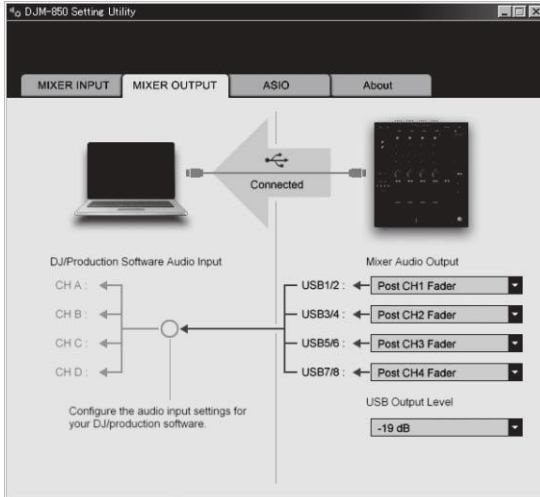 DJM-850 Setting Utility
MIXER INPUT
MIXER OUTPUT
ASIO
About
Connected
DJ/Production Software Audio Input
CH A :
CH B :
CH C :
CH D :
Configure the audio input settings for
your DJ/production software.
Mixer Audio Output
USB1/2 : Post CH1 Fader
USB3/4 : Post CH2 Fader
USB5/6 : Post CH3 Fader
USB7/8 : Post CH4 Fader
USB Output Level
-19 dB